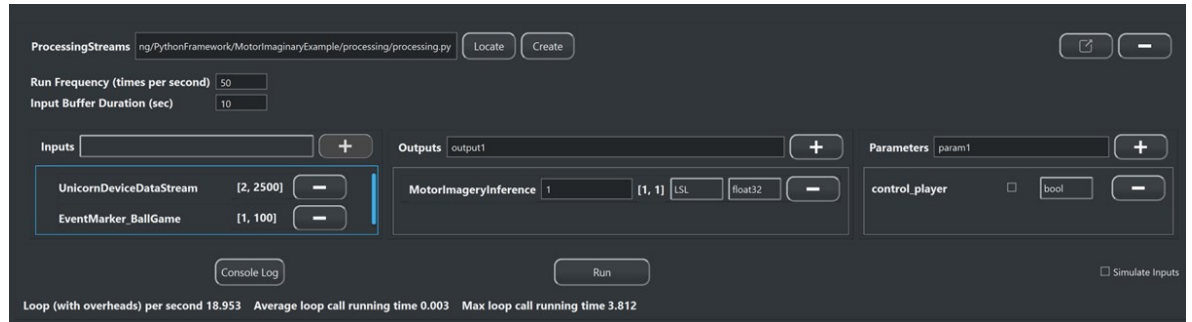 ProcessingStreams ng/PythonFramework/MotorImaginaryExample/processing/processing.py Locate Create
Run Frequency (times per second) 50
Input Buffer Duration (sec) 10
Inputs + Outputs output1 + Parameters param1 +
UnicornDeviceDataStream [2, 2500] MotorImageryInference 1 [1, 1] LSL float32 control_player bool
EventMarker_BallGame [1, 100]
Console Log Run Simulate Inputs
Loop (with overheads) per second 18.953 Average loop call running time 0.003 Max loop call running time 3.812